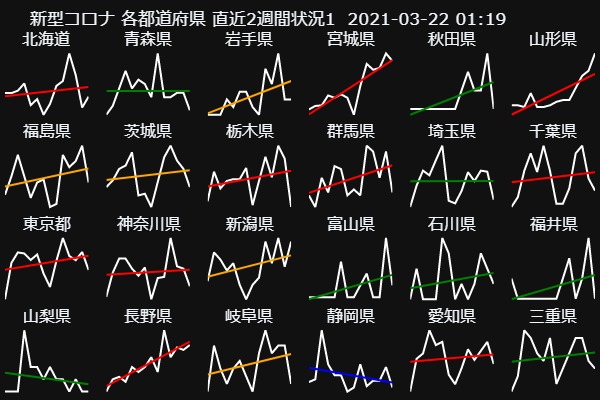 新型コロナ 各都道府県 直近2週間状況1 2021-03-22 01:19
北海道 青森県 岩手県 宮城県 秋田県 山形県
福島県 茨城県 栃木県 群馬県 埼玉県 千葉県
東京都 神奈川県 新潟県 富山県 石川県 福井県
山梨県 長野県 岐阜県 静岡県 愛知県 三重県